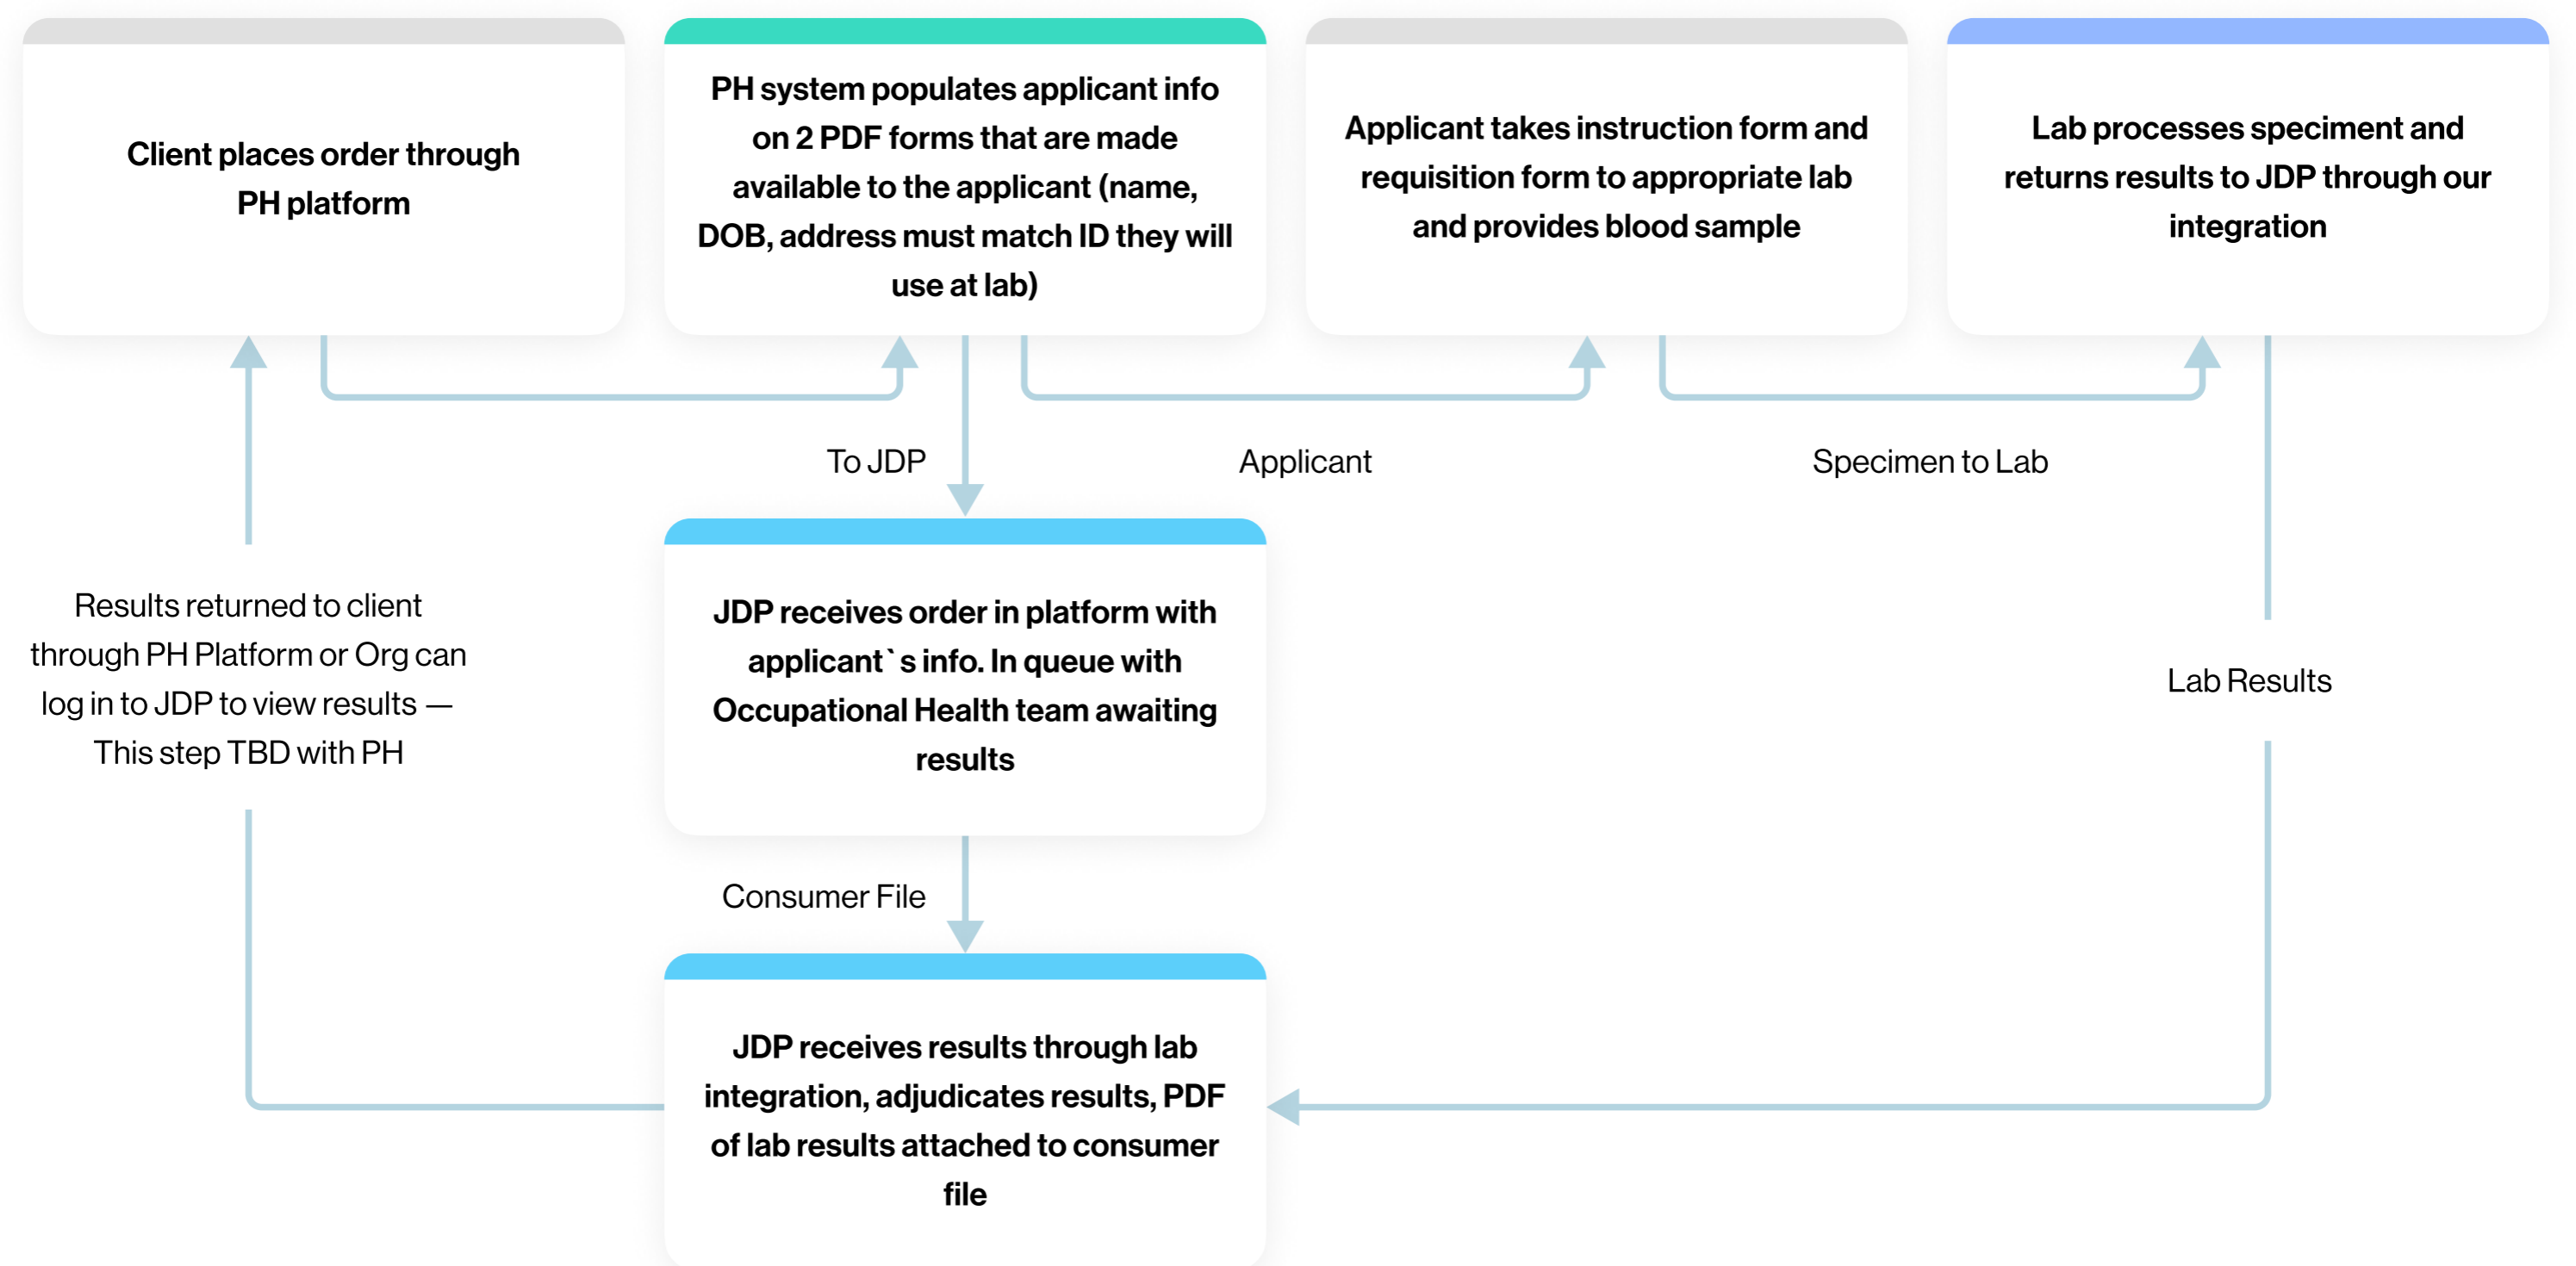 Client places order through
PH platform
PH system populates applicant info
on 2 PDF forms that are made
available to the applicant (name,
DOB, address must match ID they will
use at lab)
Applicant takes instruction form and
requisition form to appropriate lab
and provides blood sample
Lab processes speciment and
returns results to JDP through our
integration
To JDP
Applicant
Specimen to Lab
Results returned to client
through PH Platform or Org can
log in to JDP to view results —
This step TBD with PH
JDP receives order in platform with
applicant`s info. In queue with
Occupational Health team awaiting
results
Lab Results
Consumer File
JDP receives results through lab
integration, adjudicates results, PDF
of lab results attached to consumer
file